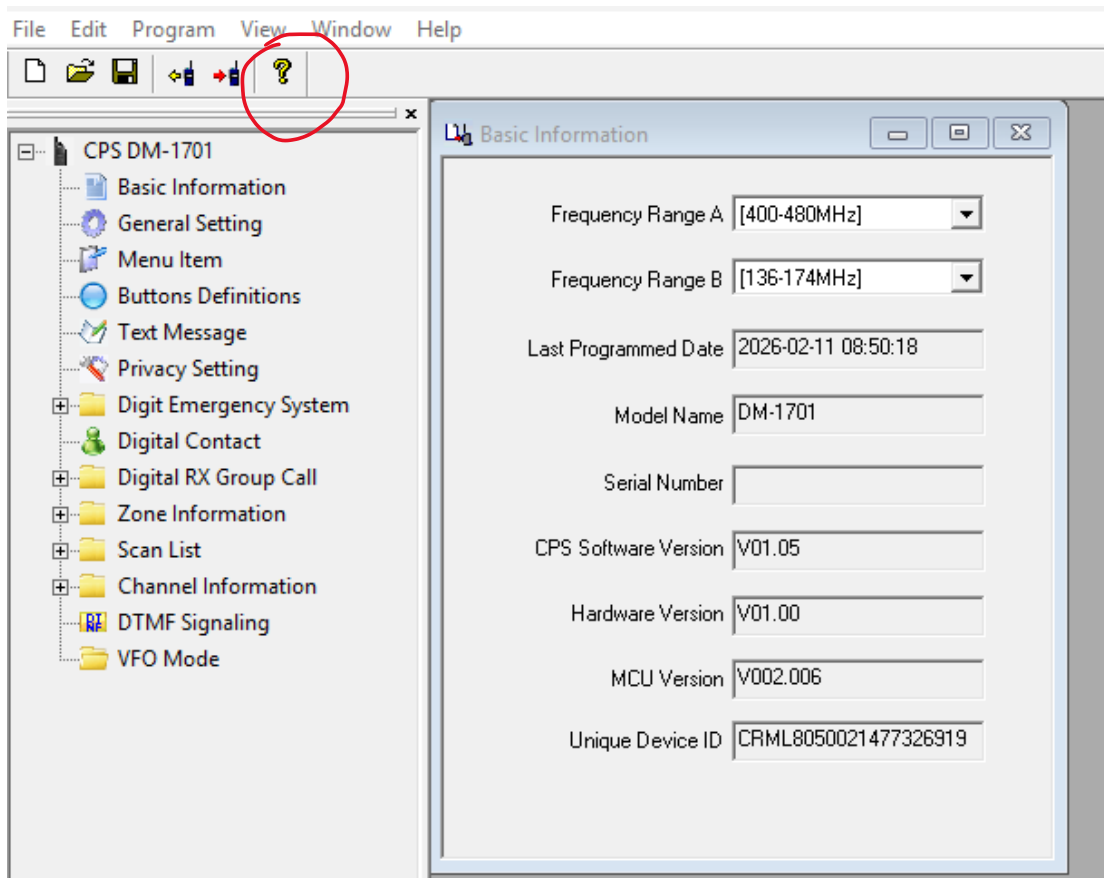 File Edit Program View Window Help
?
x
CPS DM-1701
Basic Information
General Setting
Menu Item
Buttons Definitions
Text Message
Privacy Setting
Digit Emergency System
Digital Contact
Digital RX Group Call
Zone Information
Scan List
Channel Information
DTMF Signaling
VFO Mode
Basic Information
Frequency Range A [400-480MHz]
Frequency Range B [136-174MHz]
Last Programmed Date 2026-02-11 08:50:18
Model Name DM-1701
Serial Number
CPS Software Version V01.05
Hardware Version V01.00
MCU Version V002.006
Unique Device ID CRML8050021477326919